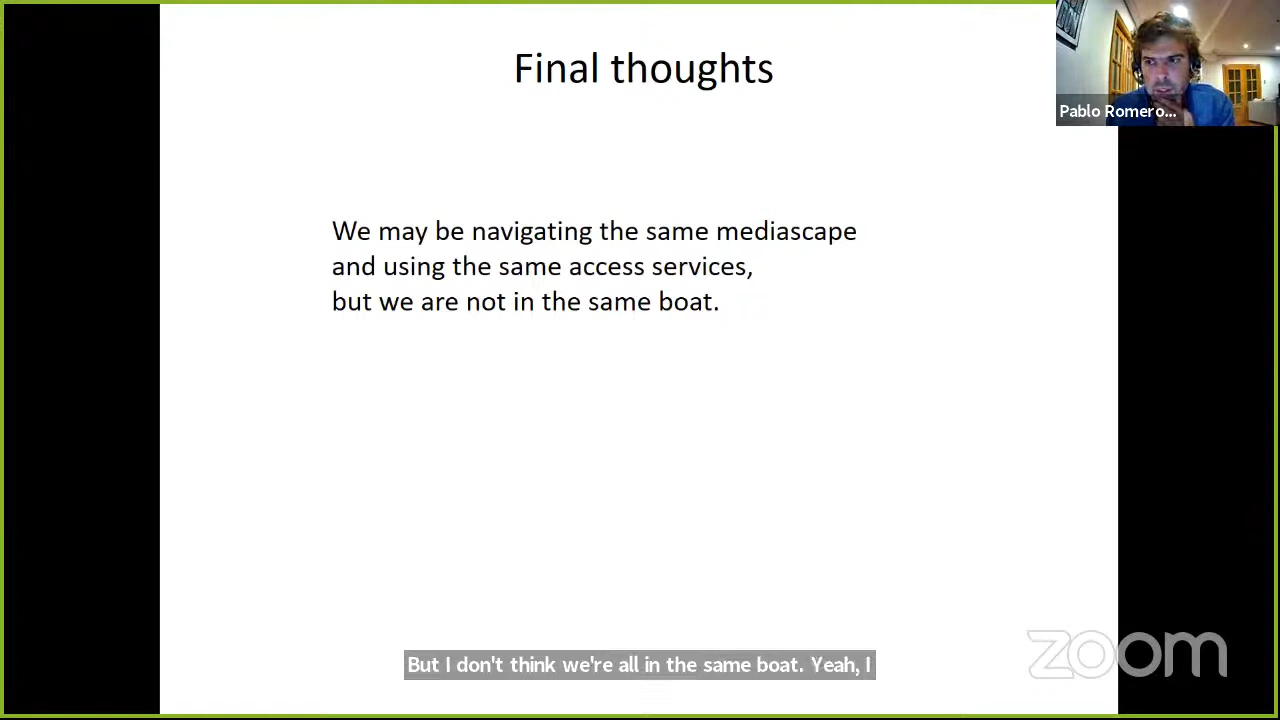 Final thoughts
Pablo Romero...
We may be navigating the same mediascape
and using the same access services,
but we are not in the same boat.
But I don't think we're all in the same boat. Yeah, I
zoom